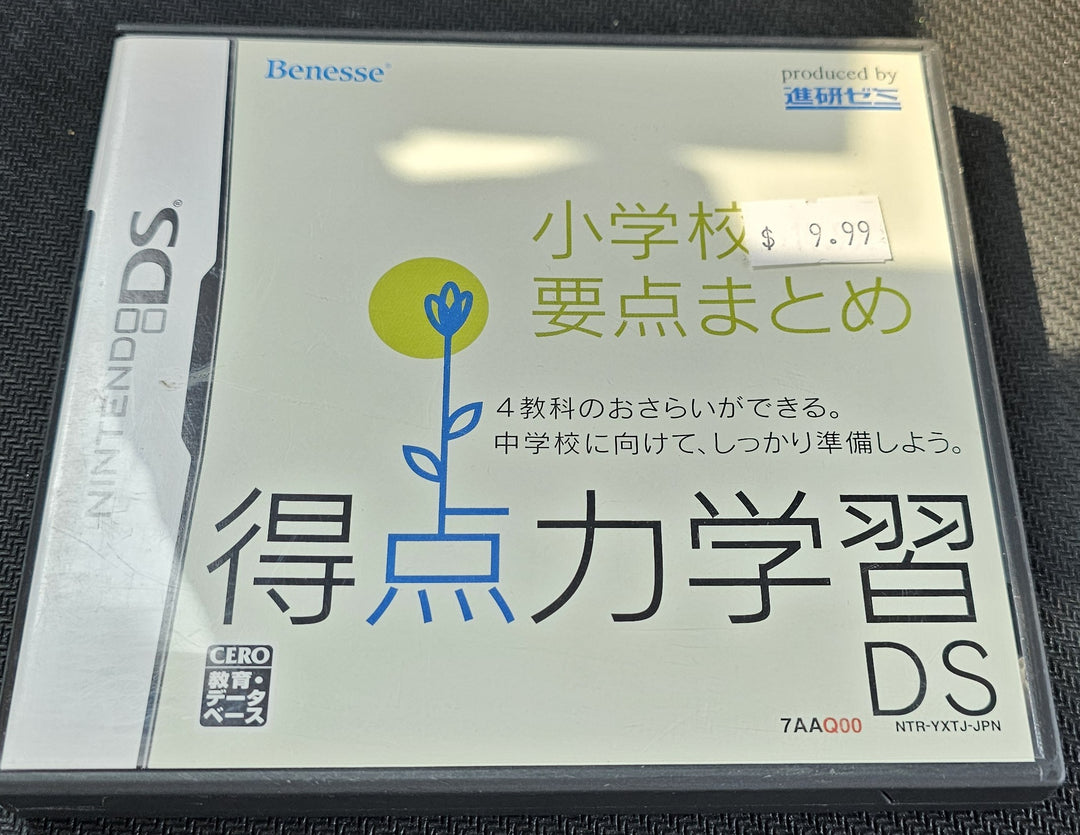 Benesse®
produced by
進研ゼミ
小学校
$ 9.99
要点まとめ
4教科のおさらいができる。
中学校に向けて、しっかり準備しよう。
得点力学習
DS
NINTENDO DS®
CERO
教育・
データ
ベース
7AAQ00
NTR-YXTJ-JPN